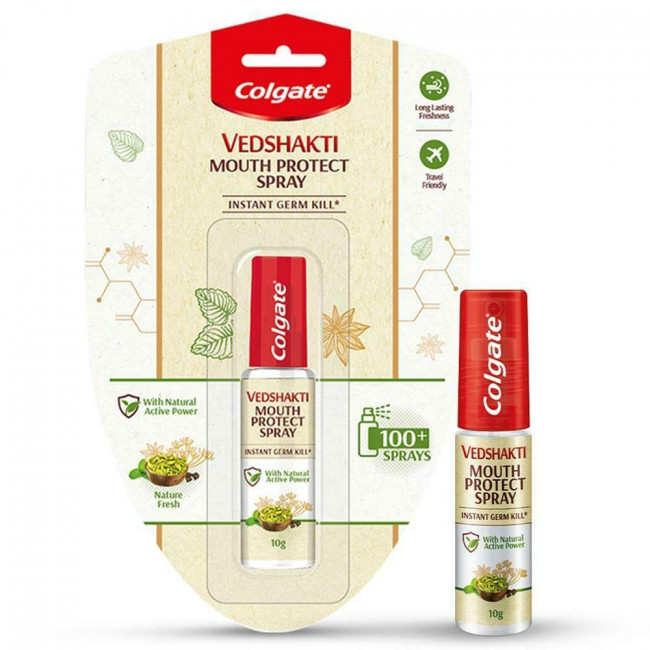 Colgate®
VEDSHAKTI
MOUTH PROTECT
SPRAY
INSTANT GERM KILL*
Long Lasting
Freshness
Travel
Friendly
With Natural
Active Power
Nature
Fresh
100+
SPRAYS
Colgate®
VEDSHAKTI
MOUTH
PROTECT
SPRAY
INSTANT GERM KILL*
With Natural
Active Power
10g
Colgate®
VEDSHAKTI
MOUTH
PROTECT
SPRAY
INSTANT GERM KILL*
With Natural
Active Power
10g